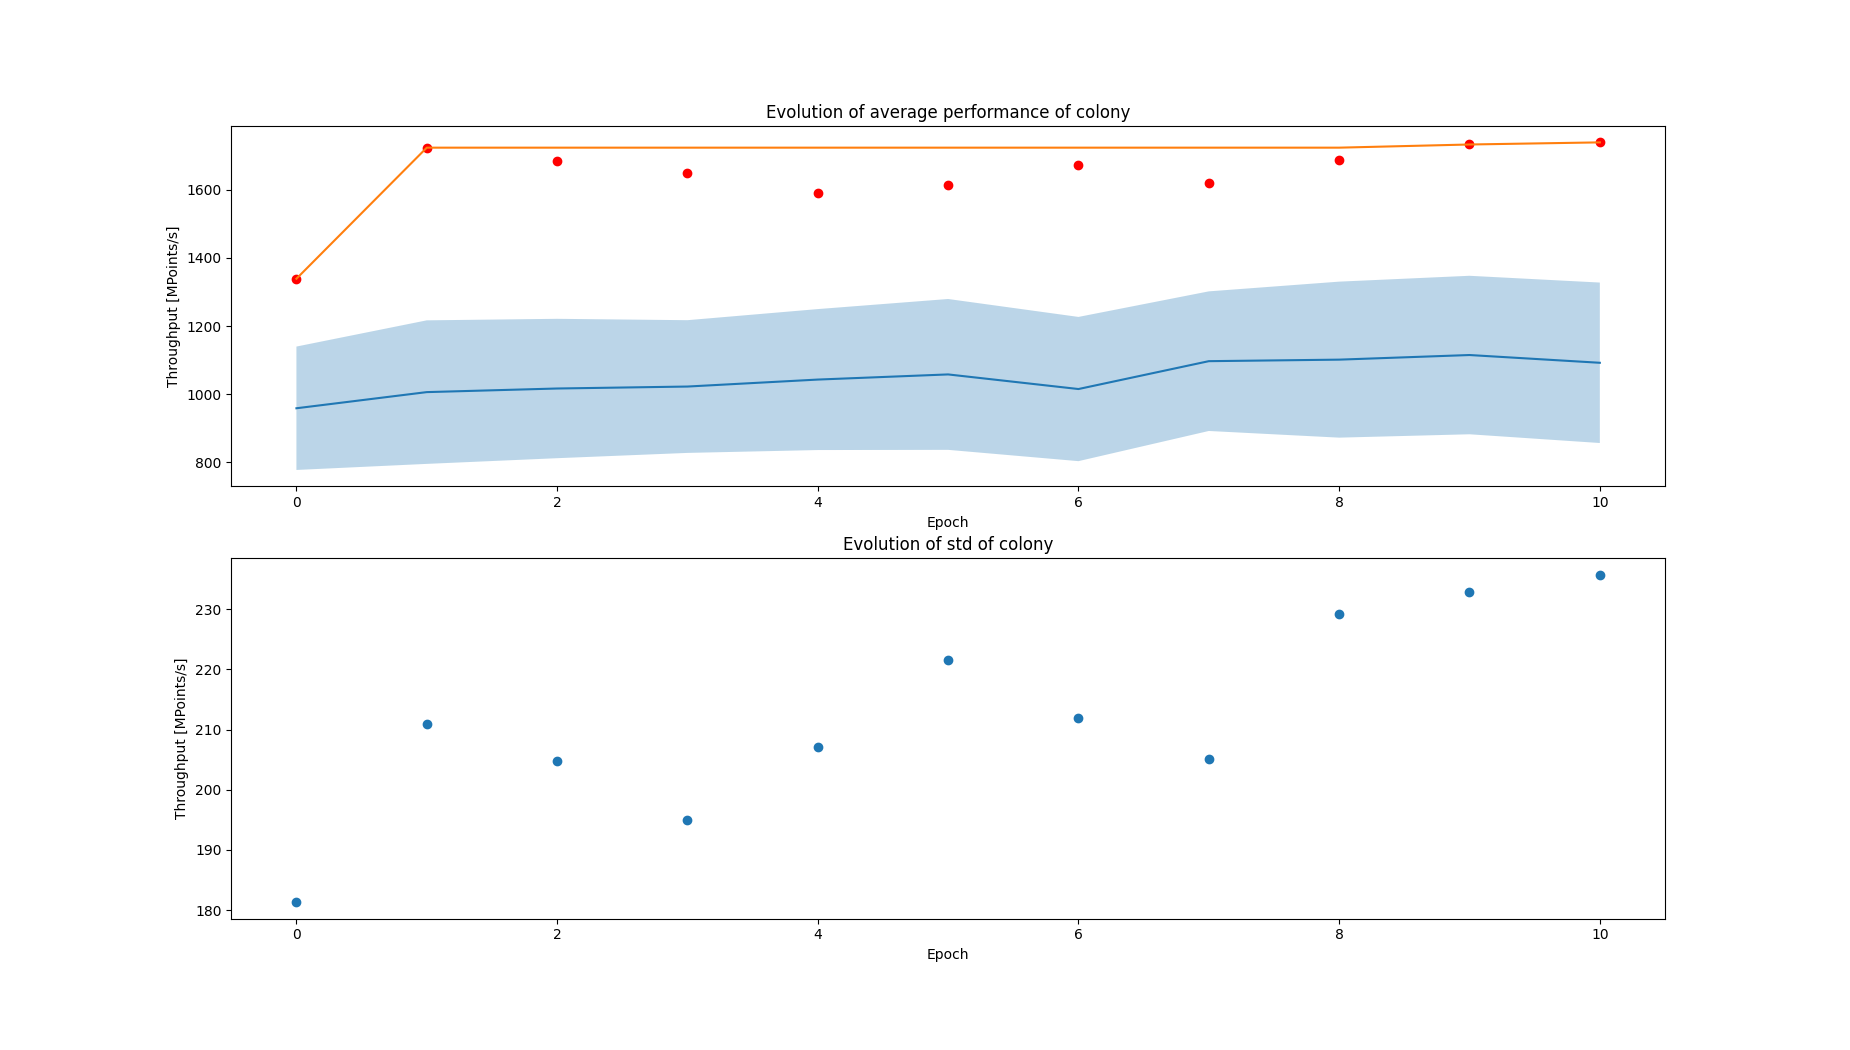 Evolution of average performance of colony
Throughput [MPoints/s]
1600
1400
1200
1000
800
0 2 4 6 8 10
Epoch
Evolution of std of colony
Throughput [MPoints/s]
230
220
210
200
190
180
0 2 4 6 8 10
Epoch